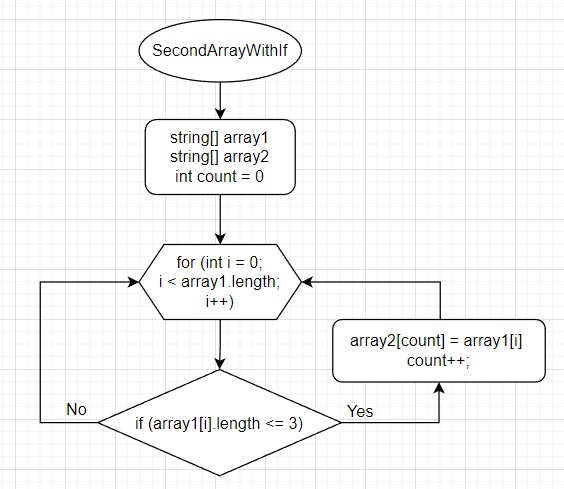 SecondArrayWithIf
string[] array1
string[] array2
int count = 0
for (int i = 0;
i < array1.length;
i++)
array2[count] = array1[i]
count++;
No
if (array1[i].length <= 3)
Yes